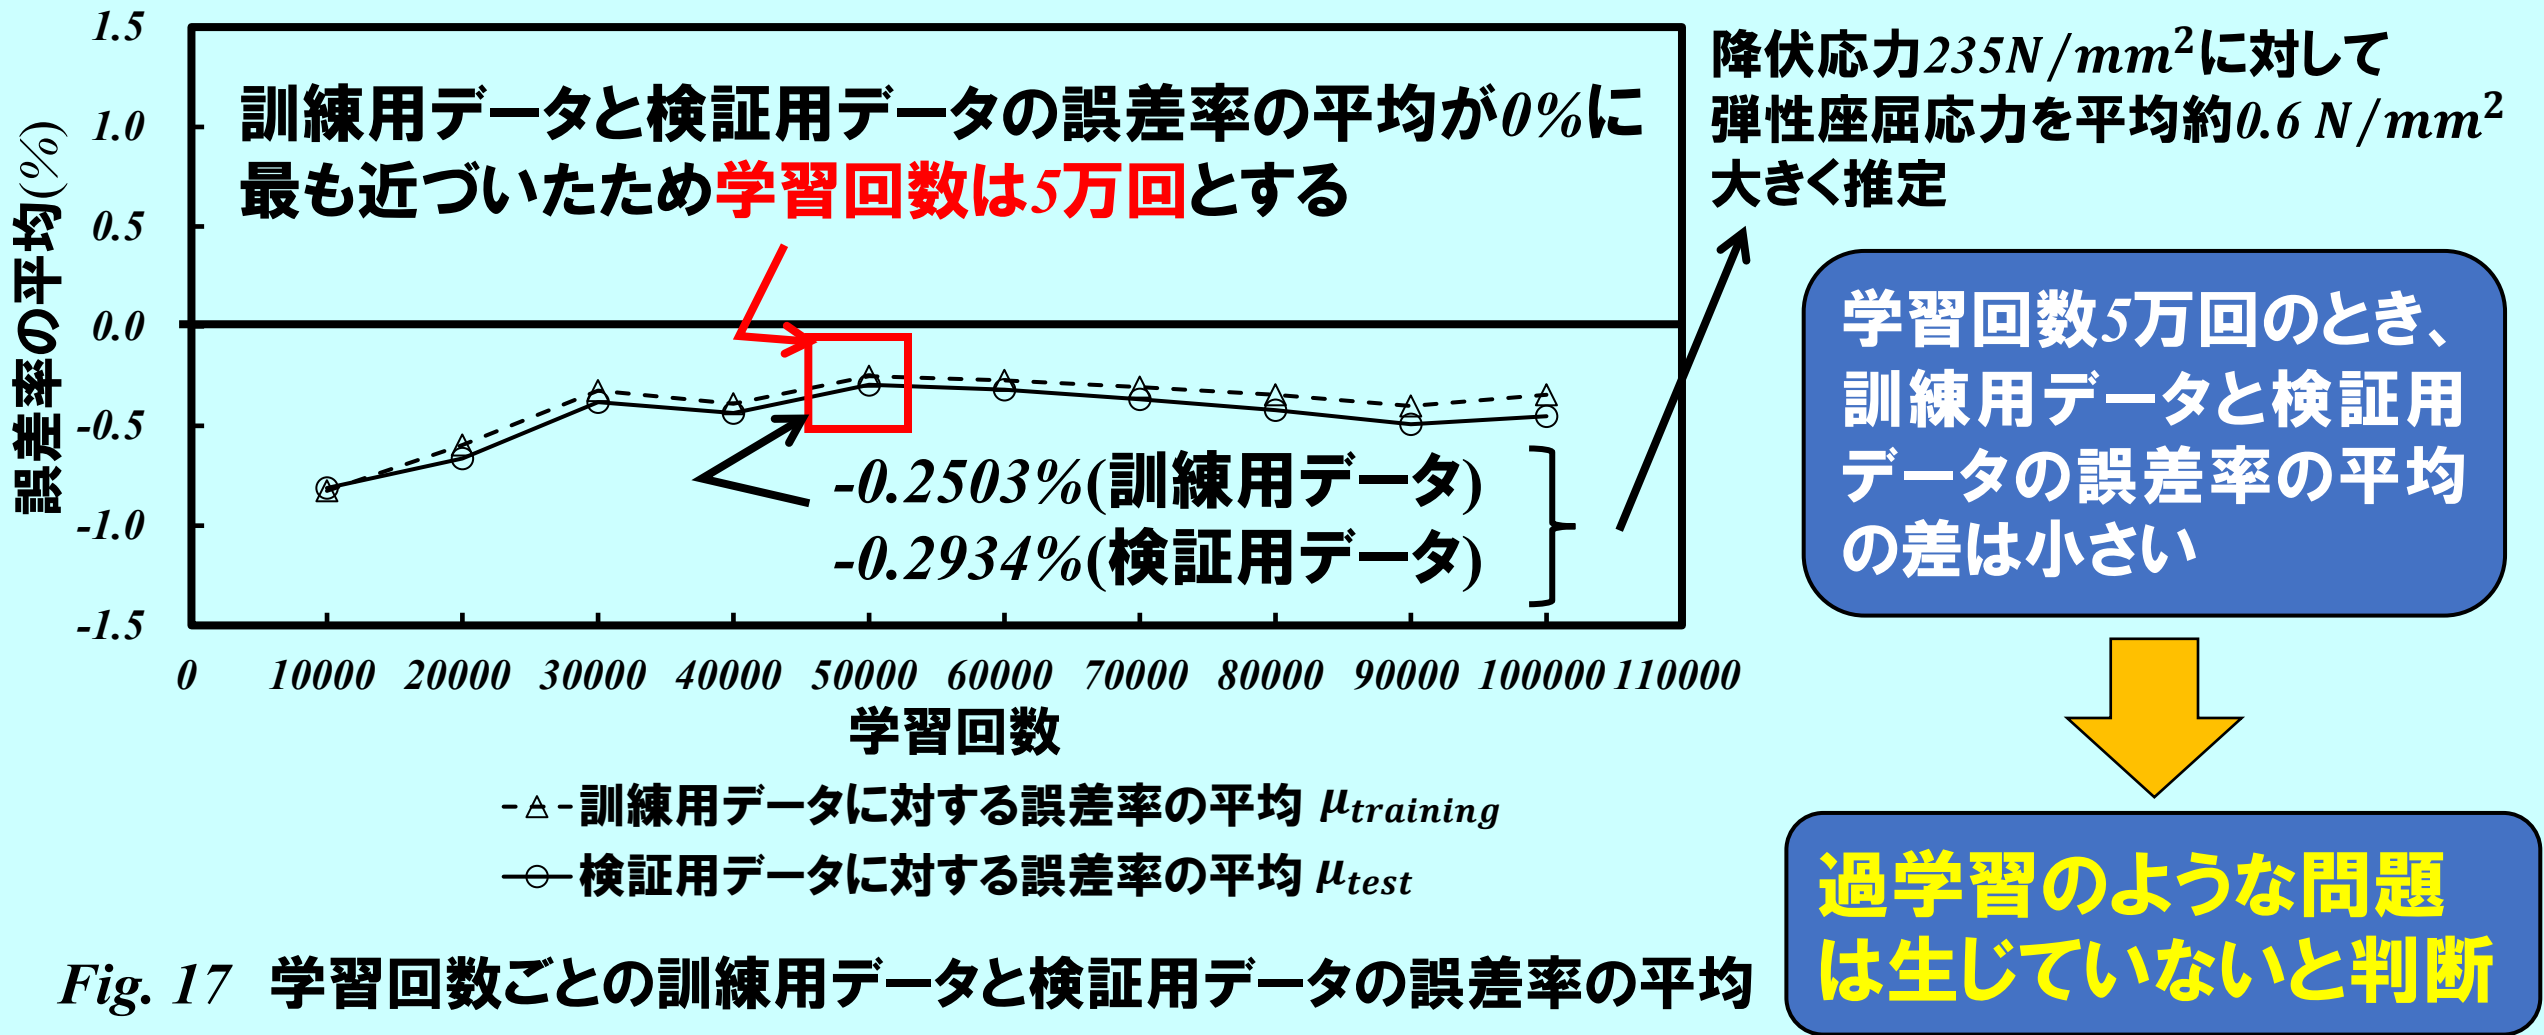 1.5
1.0
0.5
0.0
-0.5
-1.0
-1.5
誤差率の平均(%)
訓練用データと検証用データの誤差率の平均が0%に
最も近づいたため学習回数は5万回とする
-0.2503%(訓練用データ)
-0.2934%(検証用データ)
0 10000 20000 30000 40000 50000 60000 70000 80000 90000 100000 110000
学習回数
訓練用データに対する誤差率の平均 μtraining
検証用データに対する誤差率の平均 μtest
Fig. 17 学習回数ごとの訓練用データと検証用データの誤差率の平均
降伏応力235N/mm²に対して
弾性座屈応力を平均約0.6 N/mm²
大きく推定
学習回数5万回のとき、
訓練用データと検証用
データの誤差率の平均
の差は小さい
過学習のような問題
は生じていないと判断